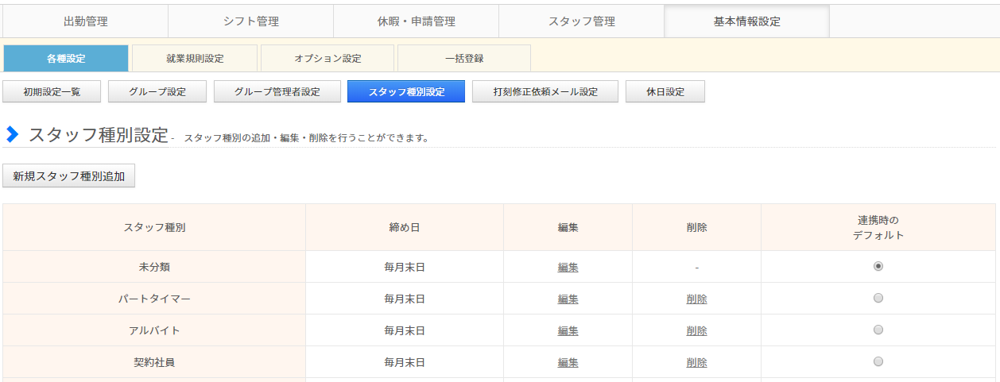 出勤管理 シフト管理 休暇・申請管理 スタッフ管理 基本情報設定
各種設定 就業規則設定 オプション設定 一括登録
初期設定一覧 グループ設定 グループ管理者設定 スタッフ種別設定 打刻修正依頼メール設定 休日設定
スタッフ種別設定 - スタッフ種別の追加・編集・削除を行うことができます。
新規スタッフ種別追加
スタッフ種別 締め日 編集 削除 連携時の
デフォルト
未分類 毎月末日 編集 -
パートタイマー 毎月末日 編集 削除
アルバイト 毎月末日 編集 削除
契約社員 毎月末日 編集 削除